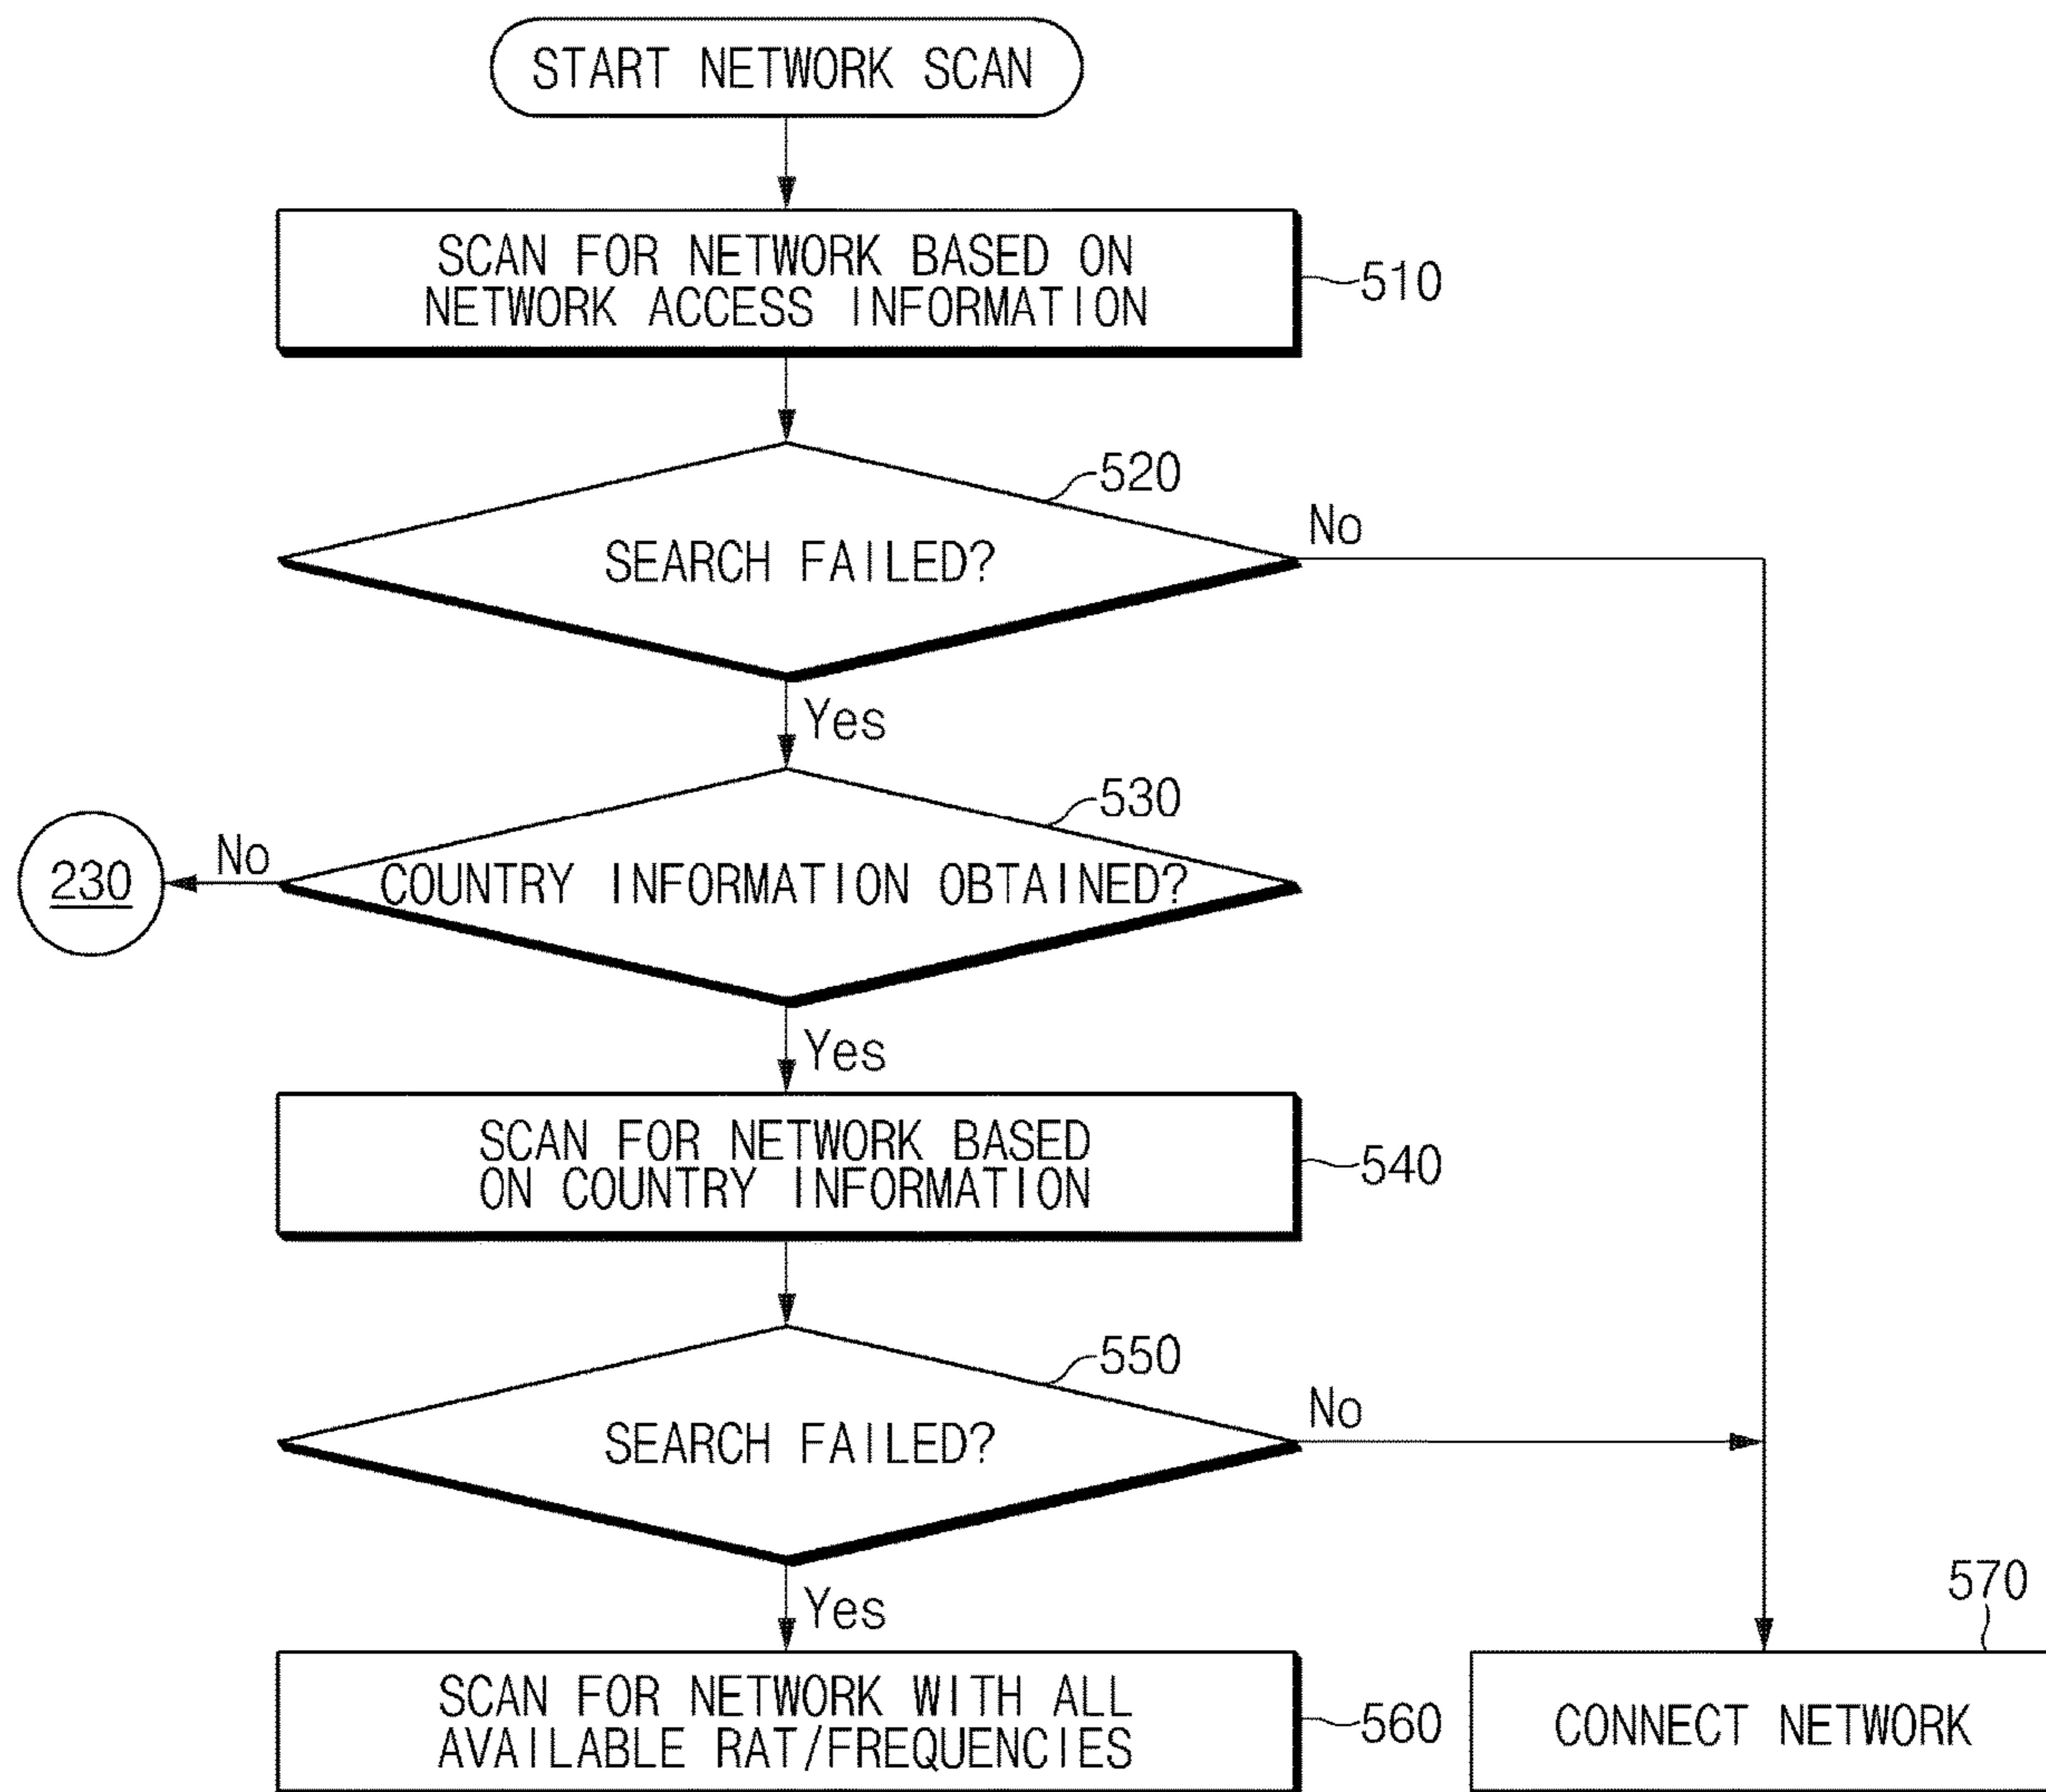 START NETWORK SCAN
SCAN FOR NETWORK BASED ON
NETWORK ACCESS INFORMATION
510
520
SEARCH FAILED?
No
Yes
530
230
No
COUNTRY INFORMATION OBTAINED?
Yes
SCAN FOR NETWORK BASED
ON COUNTRY INFORMATION
540
550
SEARCH FAILED?
No
Yes
SCAN FOR NETWORK WITH ALL
AVAILABLE RAT/FREQUENCIES
560
570
CONNECT NETWORK